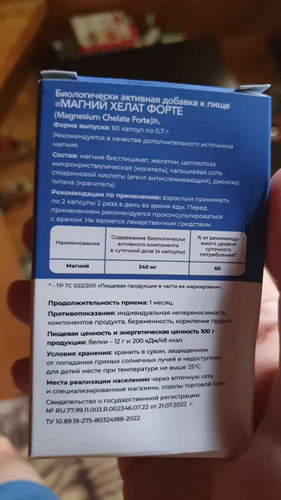 Биологически активная добавка к пище
«МАГНИЙ ХЕЛАТ ФОРТЕ
(Magnesium Chelate Forte)»,
Форма выпуска: 60 капсул по 0,7 г.
Рекомендуется в качестве дополнительного источника
магния.
Состав: магния бисглицинат, желатин, целлюлоза
микрокристаллическая (носитель), кальциевая соль
стеариновой кислоты (агент антислеживающий), диоксид
титана (краситель).
Рекомендации по применению: взрослым принимать
по 2 капсулы 2 раза в день во время еды. Перед
применением рекомендуется проконсультироваться
с врачом. Не является лекарственным средством.
Наименование
Содержание биологически
активного компонента
в суточной дозе (4 капсулы)
% от рекомендуемого
уровня
суточного
потребления*
Магний
240 мг
60
* - ТР ТС 022/2011 «Пищевая продукция в части ее маркировки».
Продолжительность приема: 1 месяц.
Противопоказания: индивидуальная непереносимость
компонентов продукта, беременность, кормление грудью.
Пищевая ценность и энергетическая ценность 100 г
продукции: белки – 12 г и 200 кДж/48 ккал.
Условия хранения: хранить в сухом, защищенном
от попадания прямых солнечных лучей и недоступном
для детей месте при температуре не выше 25°С.
Места реализации населению: через аптечную сеть
и специализированные магазины, отделы торговой сети.
Свидетельство о государственной регистрации:
№ RU.77.99.11.003.R.002346.07.22 от 21.07.2022 г.
ТУ 10.89.19-275-80324188-2022